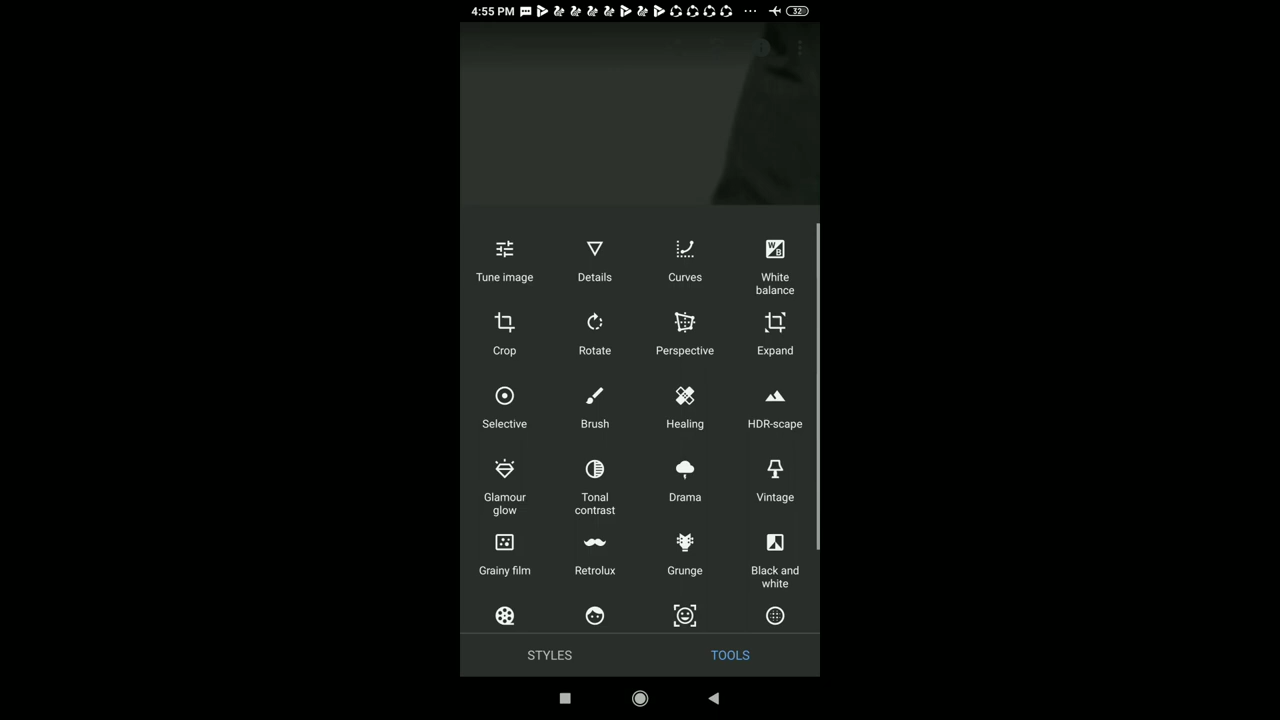 4:55 PM 32
Tune image Details Curves White balance
Crop Rotate Perspective Expand
Selective Brush Healing HDR-scape
Glamour glow Tonal contrast Drama Vintage
Grainy film Retrolux Grunge Black and white
STYLES TOOLS